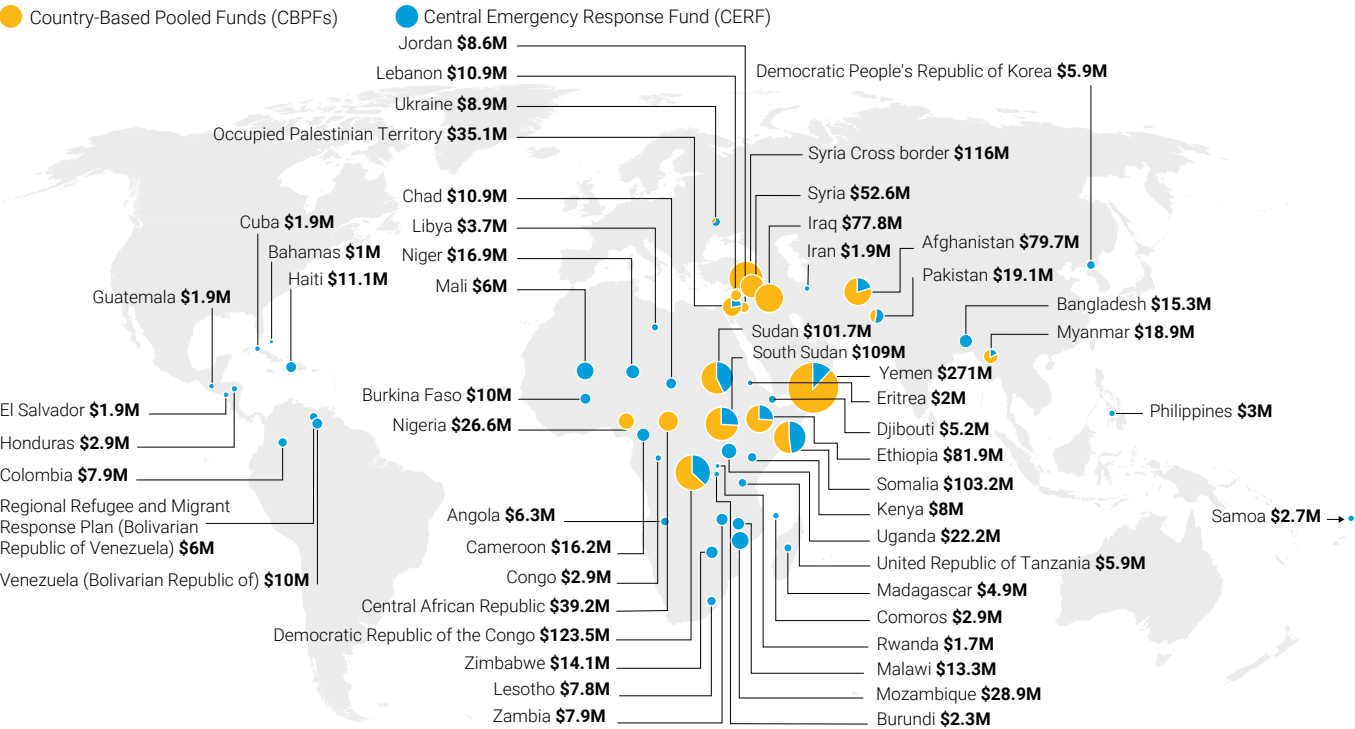 Country-Based Pooled Funds (CBPFs)
Central Emergency Response Fund (CERF)
Jordan $8.6M
Lebanon $10.9M
Ukraine $8.9M
Occupied Palestinian Territory $35.1M
Democratic People's Republic of Korea $5.9M
Syria Cross border $116M
Syria $52.6M
Iraq $77.8M
Iran $1.9M
Afghanistan $79.7M
Pakistan $19.1M
Bangladesh $15.3M
Myanmar $18.9M
Chad $10.9M
Libya $3.7M
Niger $16.9M
Mali $6M
Cuba $1.9M
Bahamas $1M
Haiti $11.1M
Guatemala $1.9M
Sudan $101.7M
South Sudan $109M
Yemen $271M
Eritrea $2M
Djibouti $5.2M
Ethiopia $81.9M
Somalia $103.2M
Kenya $8M
Uganda $22.2M
United Republic of Tanzania $5.9M
Madagascar $4.9M
Comoros $2.9M
Rwanda $1.7M
Malawi $13.3M
Mozambique $28.9M
Burundi $2.3M
Philippines $3M
Samoa $2.7M
Burkina Faso $10M
Nigeria $26.6M
El Salvador $1.9M
Honduras $2.9M
Colombia $7.9M
Regional Refugee and Migrant
Response Plan (Bolivarian
Republic of Venezuela) $6M
Venezuela (Bolivarian Republic of) $10M
Angola $6.3M
Cameroon $16.2M
Congo $2.9M
Central African Republic $39.2M
Democratic Republic of the Congo $123.5M
Zimbabwe $14.1M
Lesotho $7.8M
Zambia $7.9M